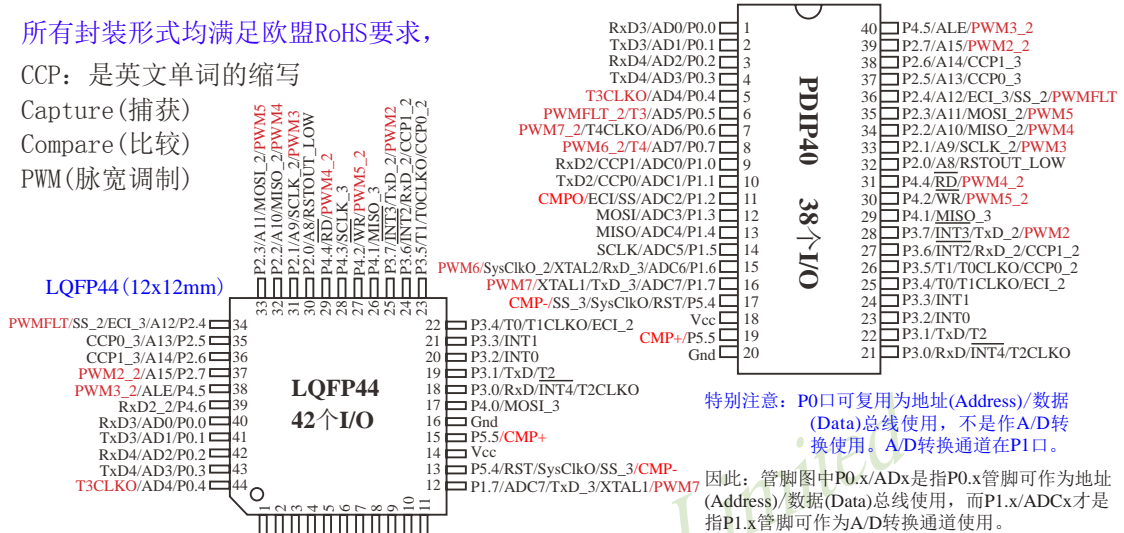 所有封装形式均满足欧盟RoHS要求，
CCP：是英文单词的缩写
Capture(捕获)
Compare(比较)
PWM(脉宽调制)
P2.3/A11/MOSI_2/PWM5
P2.2/A10/MISO_2/PWM4
P2.1/A9/SCLK_2/PWM3
P2.0/A8/RSTOUT_LOW
P4.4/RD/PWM4_2
P4.3/SCLK_3
P4.2/WR/PWM5_2
P4.1/MISO_3
P3.7/INT3/TxD_2/PWM2
P3.6/INT2/RxD_2/CCP1_2
P3.5/T1/T0CLKO/CCP0_2
33 32 31 30 29 28 27 26 25 24 23
LQFP44(12x12mm)
PWMFLT/SS_2/ECI_3/A12/P2.4 34
CCP0_3/A13/P2.5 35
CCP1_3/A14/P2.6 36
PWM2_2/A15/P2.7 37
PWM3_2/ALE/P4.5 38
RxD2_2/P4.6 39
RxD3/AD0/P0.0 40
TxD3/AD1/P0.1 41
RxD4/AD2/P0.2 42
TxD4/AD3/P0.3 43
T3CLKO/AD4/P0.4 44
LQFP44
42个I/O
22 P3.4/T0/T1CLKO/ECI_2
21 P3.3/INT1
20 P3.2/INT0
19 P3.1/TxD/T2
18 P3.0/RxD/INT4/T2CLKO
17 P4.0/MOSI_3
16 Gnd
15 P5.5/CMP+
14 Vcc
13 P5.4/RST/SysClkO/SS_3/CMP-
12 P1.7/ADC7/TxD_3/XTAL1/PWM7
1 2 3 4 5 6 7 8 9 10 11
RxD3/AD0/P0.0 1
TxD3/AD1/P0.1 2
RxD4/AD2/P0.2 3
TxD4/AD3/P0.3 4
T3CLKO/AD4/P0.4 5
PWMFLT_2/T3/AD5/P0.5 6
PWM7_2/T4CLKO/AD6/P0.6 7
PWM6_2/T4/AD7/P0.7 8
RxD2/CCP1/ADC0/P1.0 9
TxD2/CCP0/ADC1/P1.1 10
CMPO/ECI/SS/ADC2/P1.2 11
MOSI/ADC3/P1.3 12
MISO/ADC4/P1.4 13
SCLK/ADC5/P1.5 14
PWM6/SysClkO_2/XTAL2/RxD_3/ADC6/P1.6 15
PWM7/XTAL1/TxD_3/ADC7/P1.7 16
CMP-/SS_3/SysClkO/RST/P5.4 17
Vcc 18
CMP+/P5.5 19
Gnd 20
PDIP40 38个I/O
40 P4.5/ALE/PWM3_2
39 P2.7/A15/PWM2_2
38 P2.6/A14/CCP1_3
37 P2.5/A13/CCP0_3
36 P2.4/A12/ECI_3/SS_2/PWMFLT
35 P2.3/A11/MOSI_2/PWM5
34 P2.2/A10/MISO_2/PWM4
33 P2.1/A9/SCLK_2/PWM3
32 P2.0/A8/RSTOUT_LOW
31 P4.4/RD/PWM4_2
30 P4.2/WR/PWM5_2
29 P4.1/MISO_3
28 P3.7/INT3/TxD_2/PWM2
27 P3.6/INT2/RxD_2/CCP1_2
26 P3.5/T1/T0CLKO/CCP0_2
25 P3.4/T0/T1CLKO/ECI_2
24 P3.3/INT1
23 P3.2/INT0
22 P3.1/TxD/T2
21 P3.0/RxD/INT4/T2CLKO
特别注意：P0口可复用为地址(Address)/数据
(Data)总线使用，不是作A/D转
换使用。A/D转换通道在P1口。
因此：管脚图中P0.x/ADx是指P0.x管脚可作为地址
(Address)/数据(Data)总线使用，而P1.x/ADCx才是
指P1.x管脚可作为A/D转换通道使用。
Limited